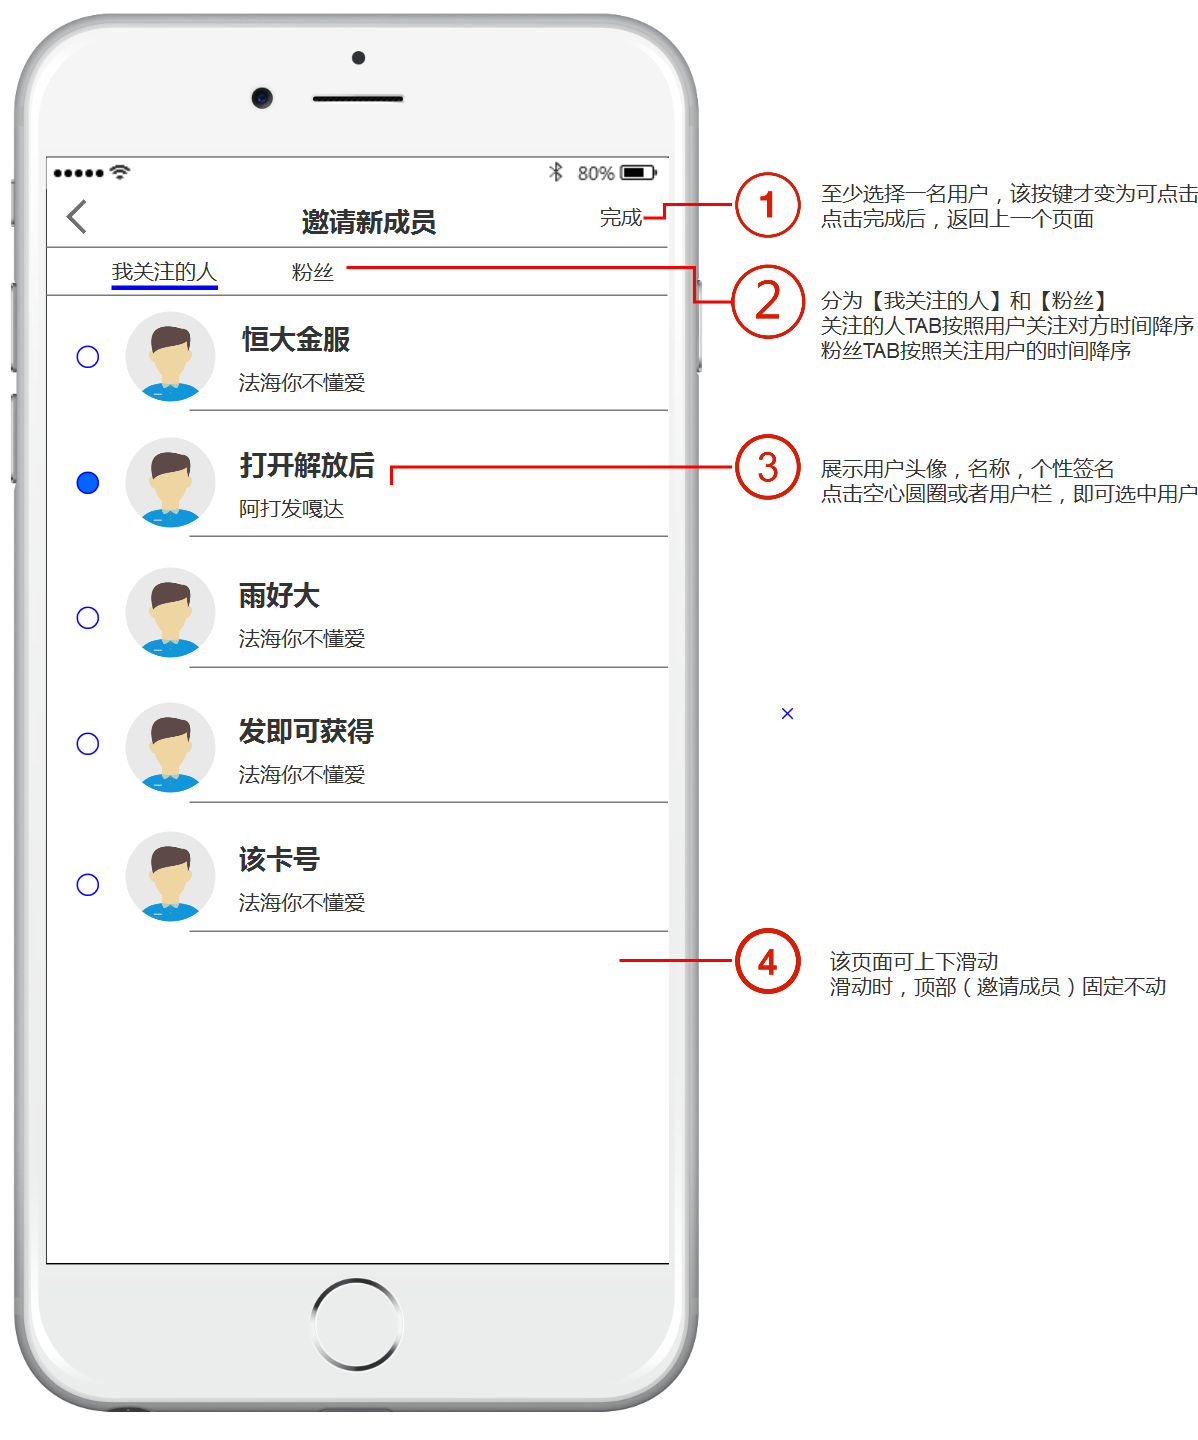 80%
邀请新成员
完成
我关注的人
粉丝
恒大金服
法海你不懂爱
打开解放后
阿打发嘎达
雨好大
法海你不懂爱
发即可获得
法海你不懂爱
该卡号
法海你不懂爱
1
至少选择一名用户，该按键才变为可点击
点击完成后，返回上一个页面
2
分为【我关注的人】和【粉丝】
关注的人TAB按照用户关注对方时间降序
粉丝TAB按照关注用户的时间降序
3
展示用户头像，名称，个性签名
点击空心圆圈或者用户栏，即可选中用户
4
该页面可上下滑动
滑动时，顶部（邀请成员）固定不动